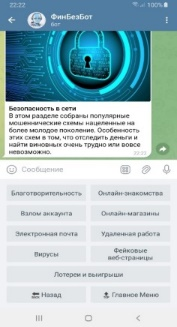 22:22
100%
ФинБезБот
бот
Безопасность в сети
В этом разделе собраны популярные
мошеннические схемы нацеленные на
более молодое поколение. Особенность
этих схем в том, что отследить деньги и
найти виновных очень трудно или вовсе
невозможно.
22:22
Сообщение
Благотворительность
Онлайн-знакомства
Взлом аккаунта
Онлайн-магазины
Электронная почта
Удаленная работа
Вирусы
Фейковые
веб-страницы
Лотереи и выигрыши
Назад
Главное Меню